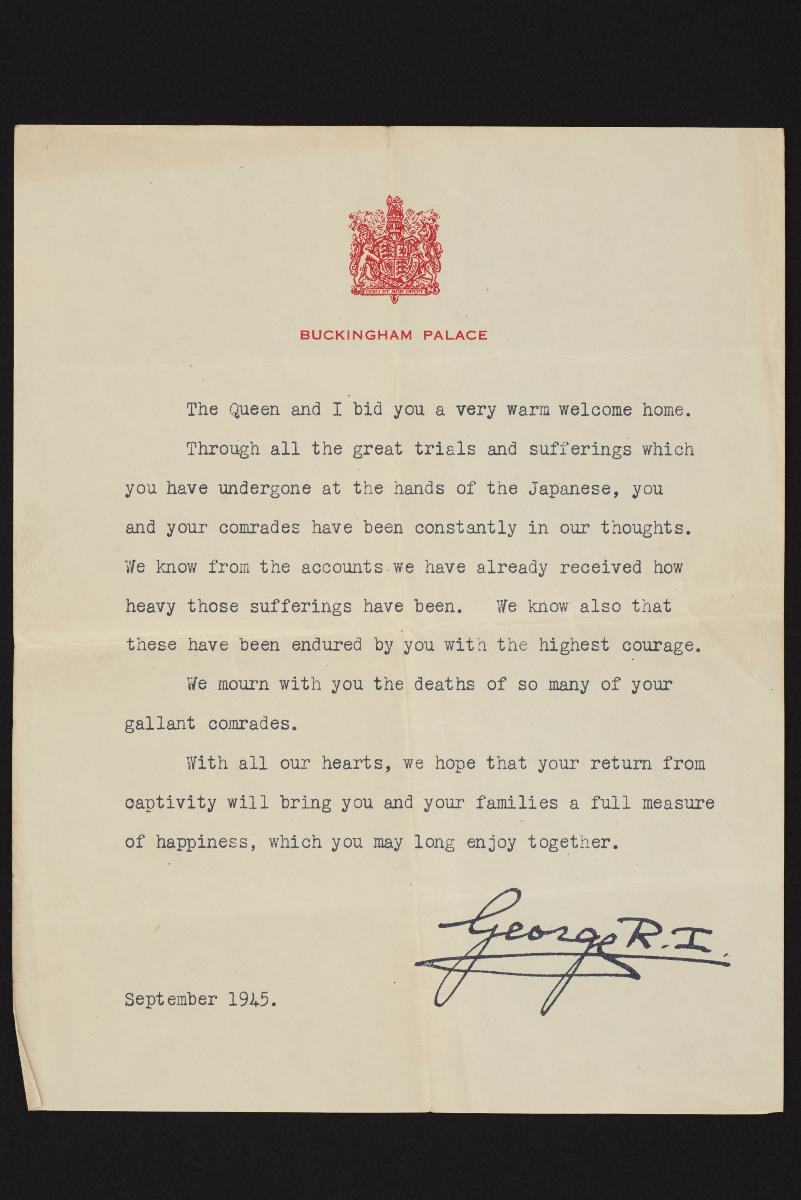 DIEU ET MON DROIT
BUCKINGHAM PALACE
The Queen and I bid you a very warm welcome home.
Through all the great trials and sufferings which
you have undergone at the hands of the Japanese, you
and your comrades have been constantly in our thoughts.
We know from the accounts we have already received how
heavy those sufferings have been. We know also that
these have been endured by you with the highest courage.
We mourn with you the deaths of so many of your
gallant comrades.
With all our hearts, we hope that your return from
captivity will bring you and your families a full measure
of happiness, which you may long enjoy together.
George R.I.
September 1945.